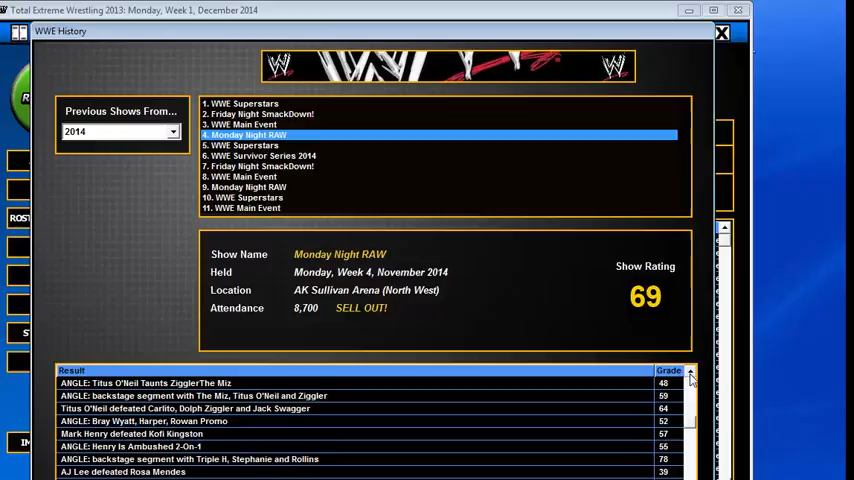 Total Extreme Wrestling 2013: Monday, Week 1, December 2014
WWE History
Previous Shows From...
2014
1. WWE Superstars
2. Friday Night SmackDown!
3. WWE Main Event
4. Monday Night RAW
5. WWE Superstars
6. WWE Survivor Series 2014
7. Friday Night SmackDown!
8. WWE Main Event
9. Monday Night RAW
10. WWE Superstars
11. WWE Main Event
Show Name Monday Night RAW
Held Monday, Week 4, November 2014
Location AK Sullivan Arena (North West)
Attendance 8,700 SELL OUT!
Show Rating
69
Result Grade
ANGLE: Titus O'Neil Taunts ZigglerThe Miz 48
ANGLE: backstage segment with The Miz, Titus O'Neil and Ziggler 59
Titus O'Neil defeated Carlito, Dolph Ziggler and Jack Swagger 64
ANGLE: Bray Wyatt, Harper, Rowan Promo 52
Mark Henry defeated Kofi Kingston 57
ANGLE: Henry Is Ambushed 2-On-1 55
ANGLE: backstage segment with Triple H, Stephanie and Rollins 78
AJ Lee defeated Rosa Mendes 39
ROST
IM